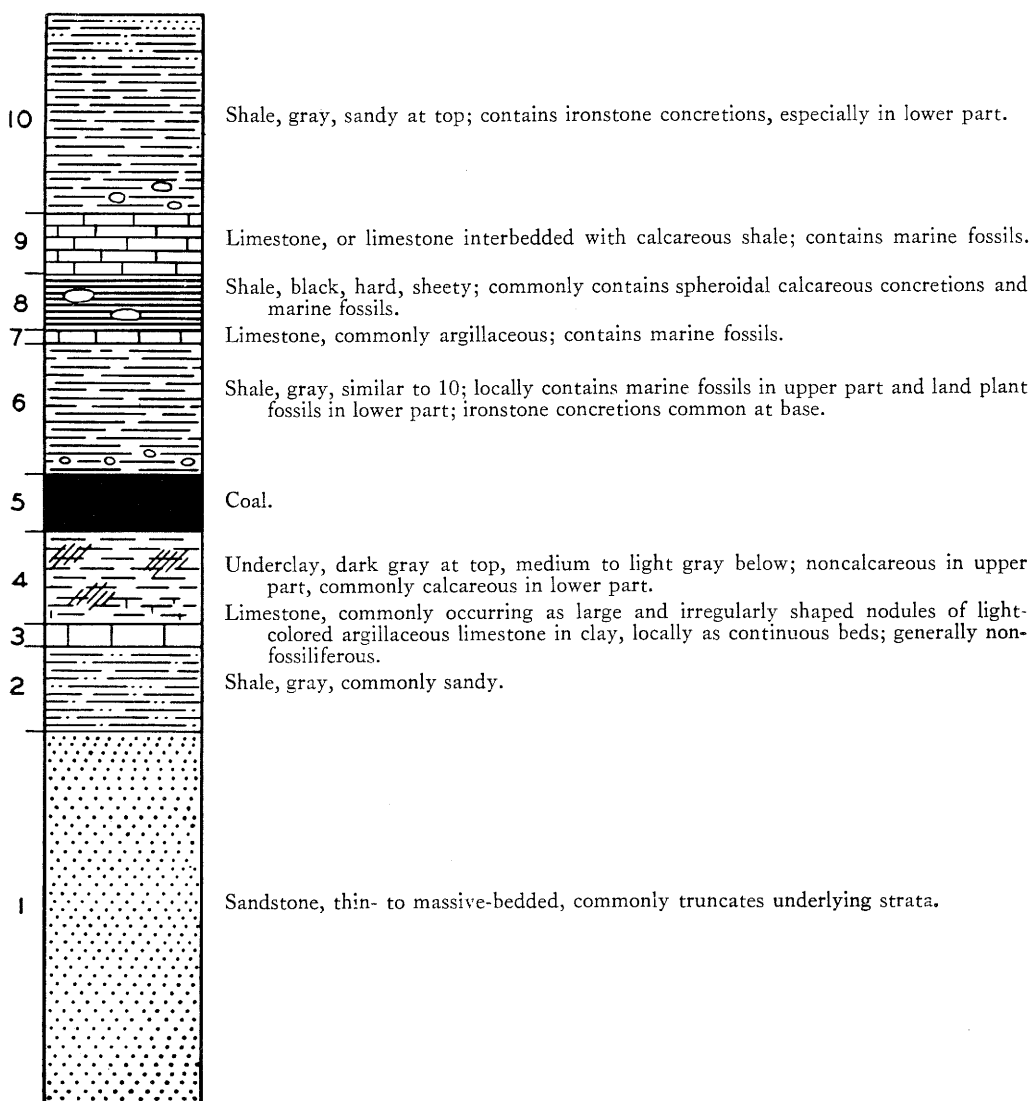 10
Shale, gray, sandy at top; contains ironstone concretions, especially in lower part.
9
Limestone, or limestone interbedded with calcareous shale; contains marine fossils.
8
Shale, black, hard, sheety; commonly contains spheroidal calcareous concretions and
marine fossils.
7
Limestone, commonly argillaceous; contains marine fossils.
6
Shale, gray, similar to 10; locally contains marine fossils in upper part and land plant
fossils in lower part; ironstone concretions common at base.
5
Coal.
4
Underclay, dark gray at top, medium to light gray below; noncalcareous in upper
part, commonly calcareous in lower part.
3
Limestone, commonly occurring as large and irregularly shaped nodules of light-
colored argillaceous limestone in clay, locally as continuous beds; generally non-
fossiliferous.
2
Shale, gray, commonly sandy.
1
Sandstone, thin- to massive-bedded, commonly truncates underlying strata.